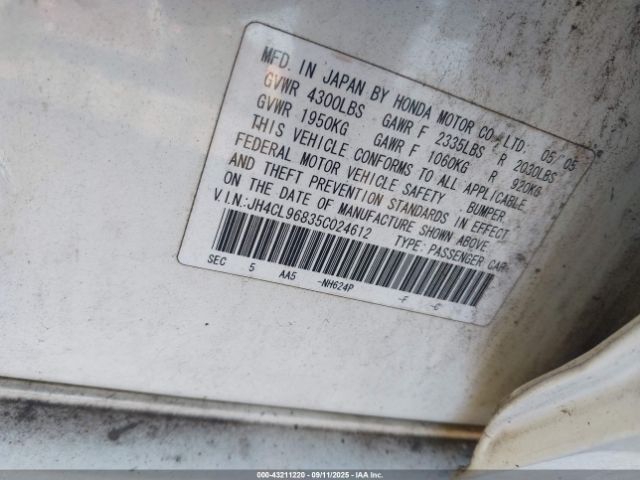 MFD. IN JAPAN BY HONDA MOTOR CO., LTD. 05/05
GVWR 4300LBS GAWR F 2335LBS R 2030LBS
GVWR 1950KG GAWR F 1060KG R 920KG
THIS VEHICLE CONFORMS TO ALL APPLICABLE
FEDERAL MOTOR VEHICLE SAFETY, BUMPER,
AND THEFT PREVENTION STANDARDS IN EFFECT
ON THE DATE OF MANUFACTURE SHOWN ABOVE.
V.I.N.:JH4CL96835C024612 TYPE: PASSENGER CAR
SEC 5 AA5 -NH624P -F -C
000-43211220 - 09/11/2025 - IAA Inc.